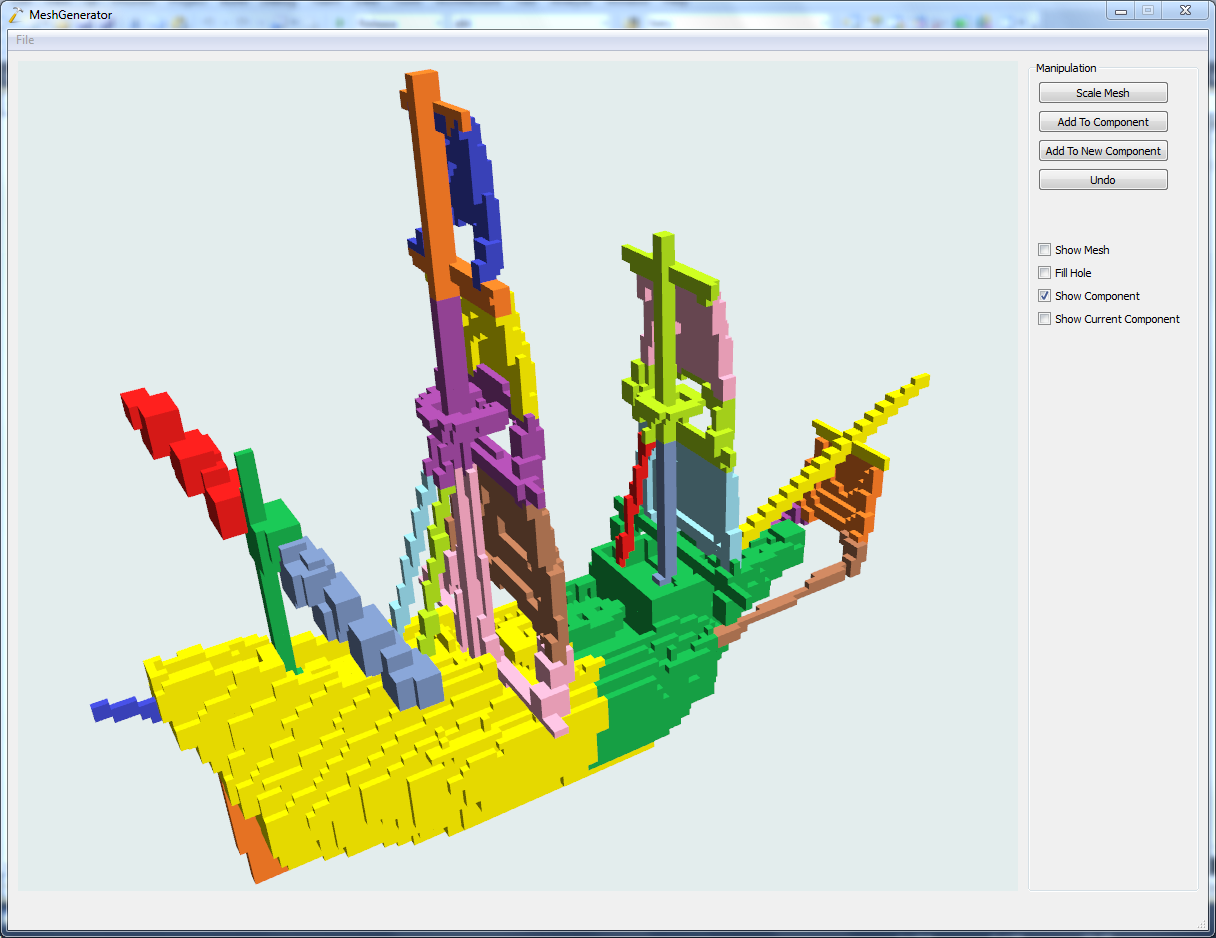 MeshGenerator
File
Manipulation
Scale Mesh
Add To Component
Add To New Component
Undo
Show Mesh
Fill Hole
Show Component
Show Current Component